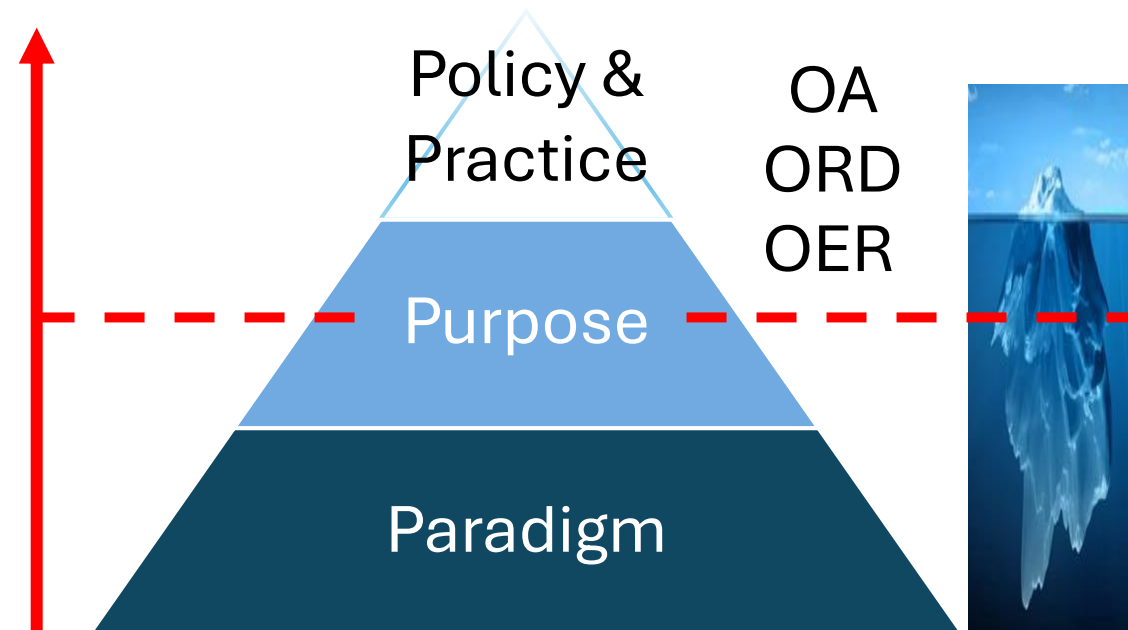 Policy &
Practice
OA
ORD
OER
Purpose
Paradigm